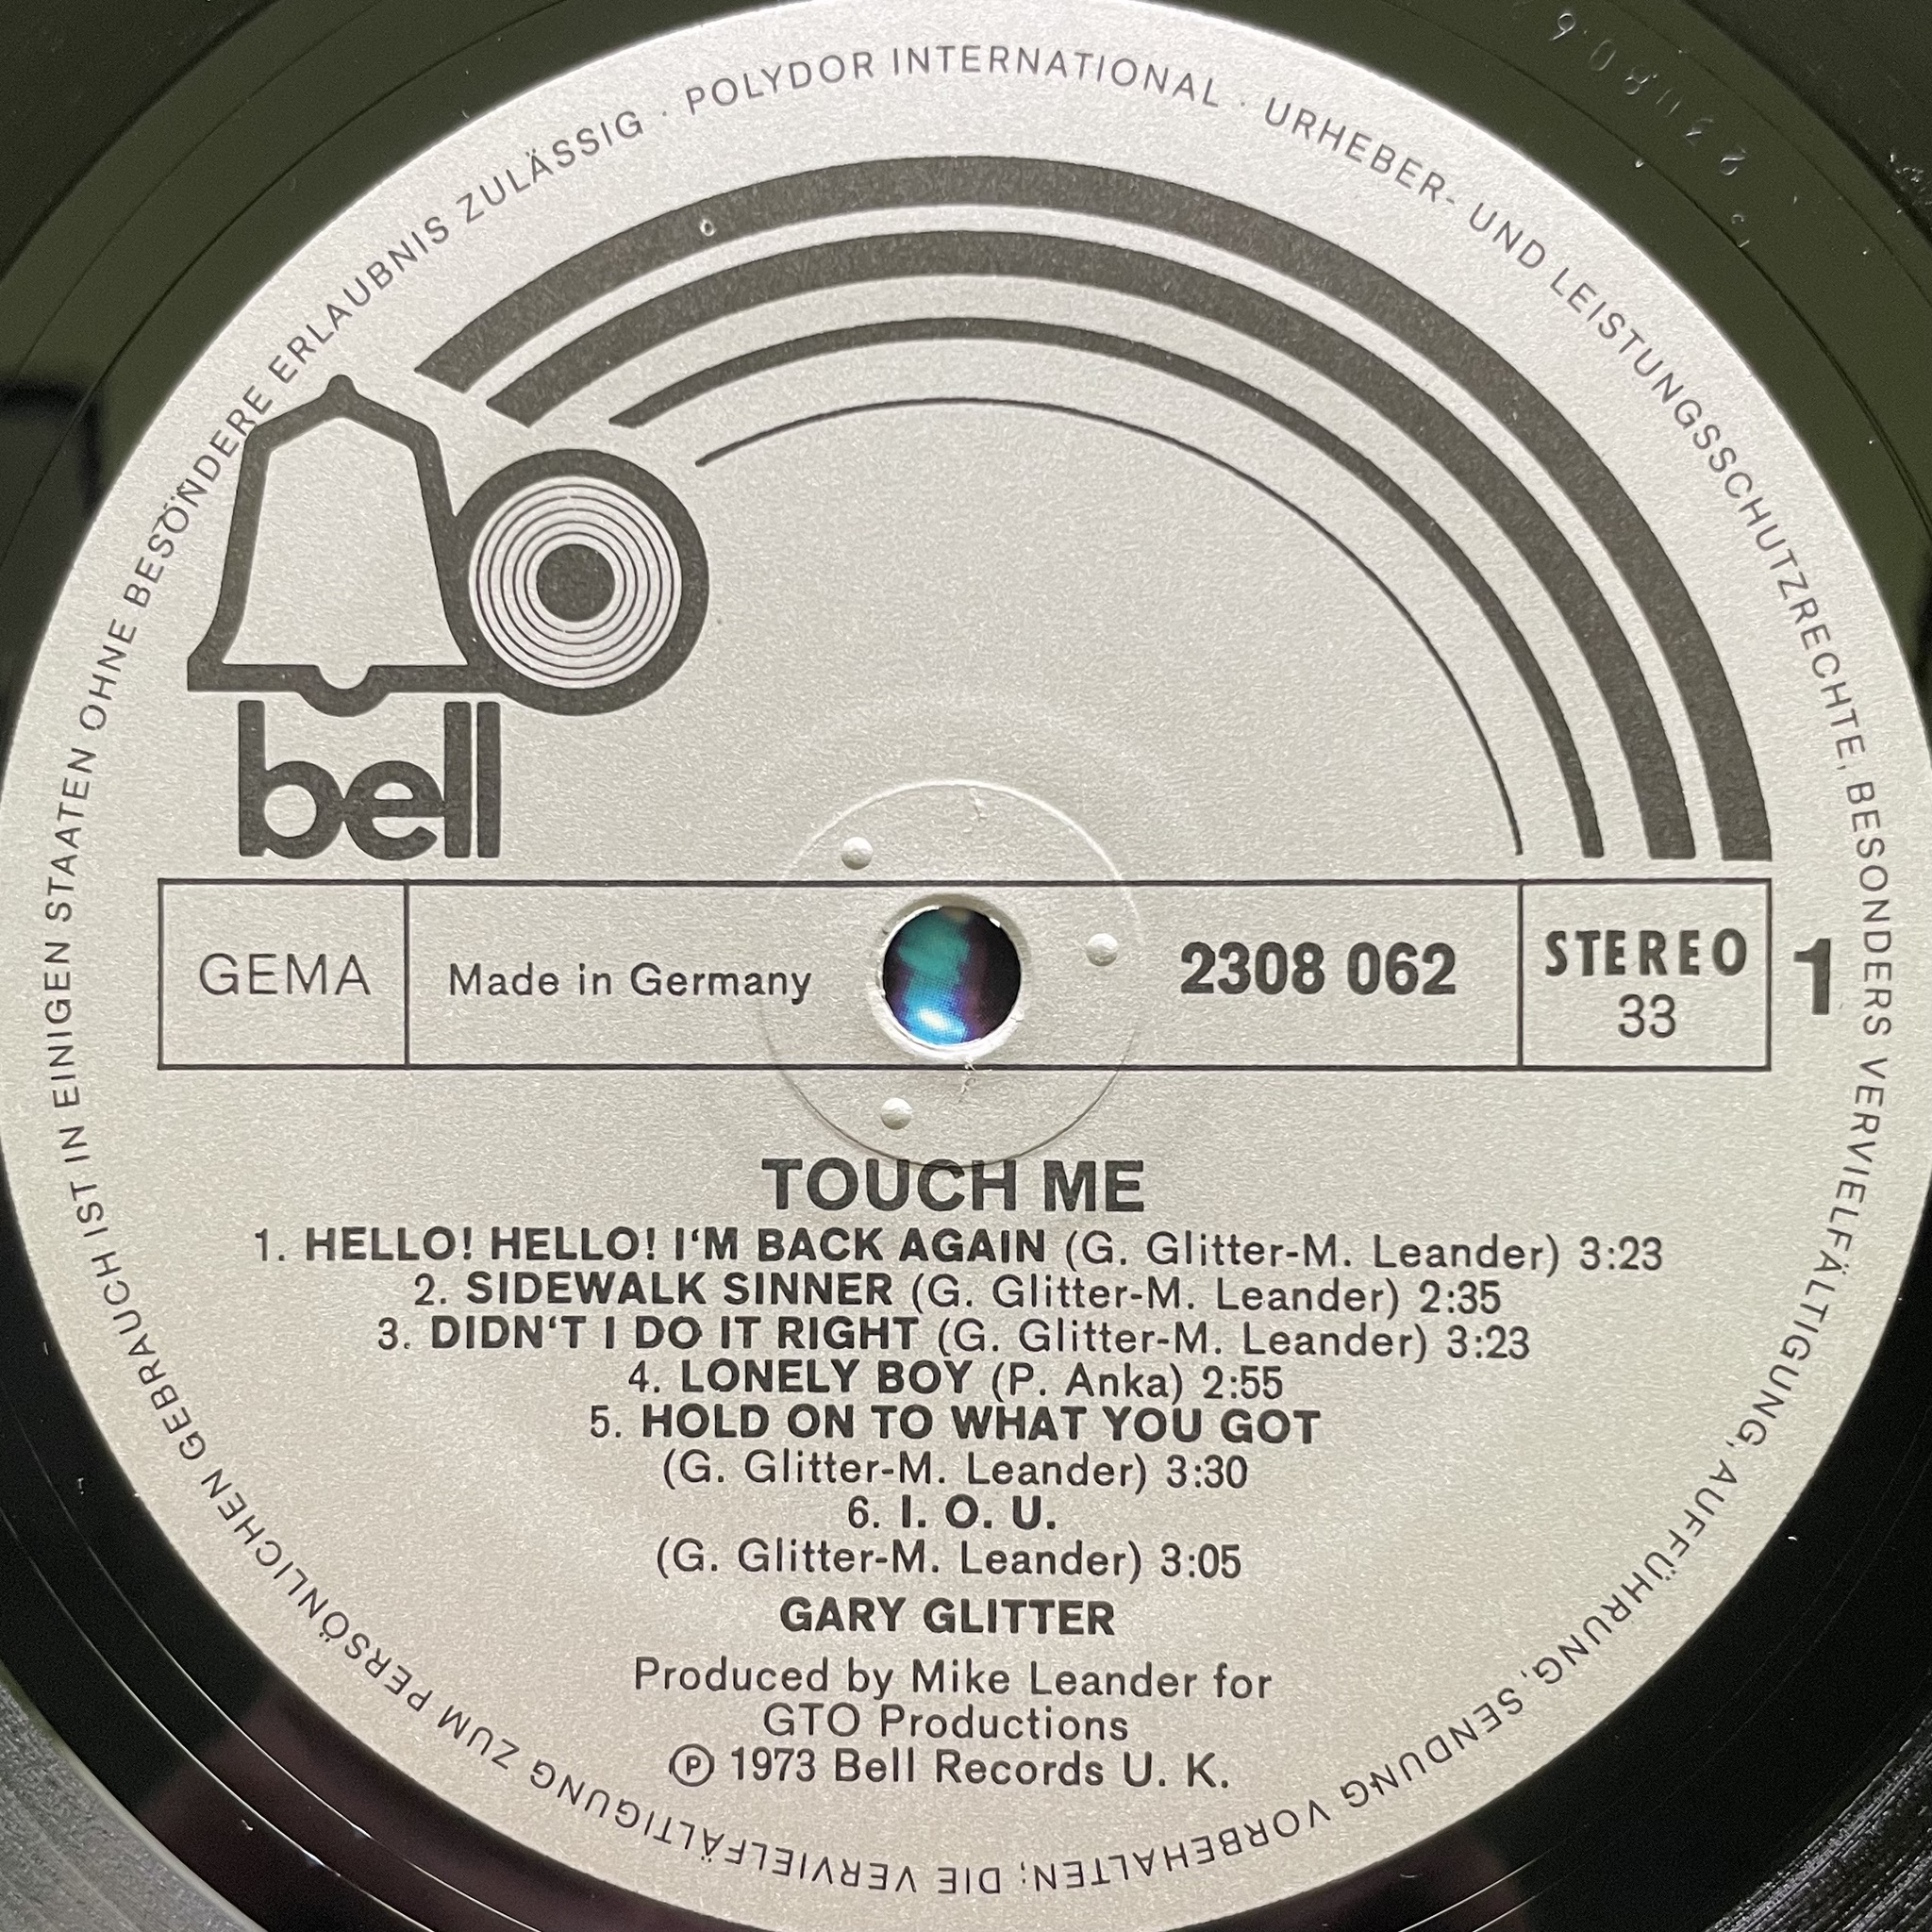 POLYDOR INTERNATIONAL · URHEBER- UND LEISTUNGSSCHUTZRECHTE, BESONDERS VERVIELFÄLTIGUNG, AUFFÜHRUNG, SENDUNG VORBEHALTEN; DIE VERVIELFÄLTIGUNG ZUM PERSÖNLICHEN GEBRAUCH IST IN EINIGEN STAATEN OHNE BESONDERE ERLAUBNIS ZULÄSSIG ·
bell
GEMA
Made in Germany
2308 062
STEREO
33
1
TOUCH ME
1. HELLO! HELLO! I‘M BACK AGAIN (G. Glitter-M. Leander) 3:23
2. SIDEWALK SINNER (G. Glitter-M. Leander) 2:35
3. DIDN‘T I DO IT RIGHT (G. Glitter-M. Leander) 3:23
4. LONELY BOY (P. Anka) 2:55
5. HOLD ON TO WHAT YOU GOT
(G. Glitter-M. Leander) 3:30
6. I. O. U.
(G. Glitter-M. Leander) 3:05
GARY GLITTER
Produced by Mike Leander for
GTO Productions
℗ 1973 Bell Records U. K.